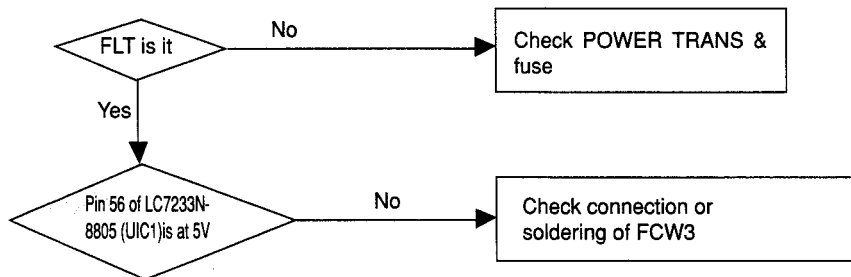 FLT is it
No
Check POWER TRANS &
fuse
Yes
Pin 56 of LC7233N-
8805 (UIC1)is at 5V
No
Check connection or
soldering of FCW3